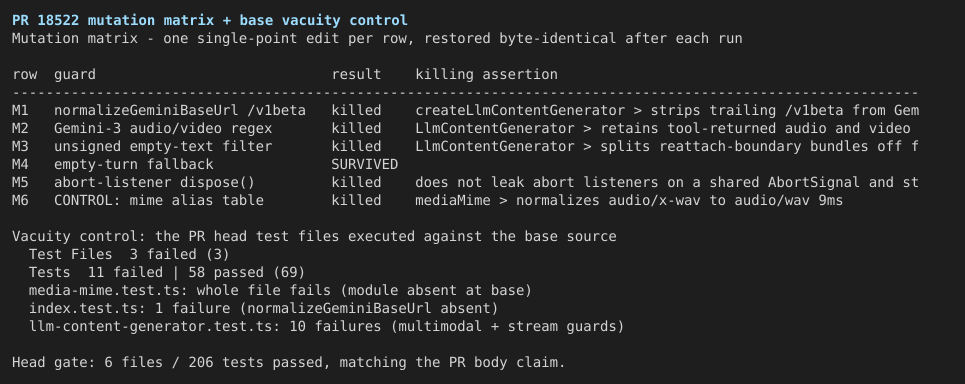 PR 18522 mutation matrix + base vacuity control
Mutation matrix - one single-point edit per row, restored byte-identical after each run
row  guard                            result    killing assertion
------------------------------------------------------------------------------------------------------------
M1   normalizeGeminiBaseUrl /v1beta   killed    createLlmContentGenerator > strips trailing /v1beta from Gem
M2   Gemini-3 audio/video regex       killed    LlmContentGenerator > retains tool-returned audio and video
M3   unsigned empty-text filter       killed    LlmContentGenerator > splits reattach-boundary bundles off f
M4   empty-turn fallback              SURVIVED
M5   abort-listener dispose()         killed    does not leak abort listeners on a shared AbortSignal and st
M6   CONTROL: mime alias table        killed    mediaMime > normalizes audio/x-wav to audio/wav 9ms
Vacuity control: the PR head test files executed against the base source
  Test Files  3 failed (3)
  Tests  11 failed | 58 passed (69)
  media-mime.test.ts: whole file fails (module absent at base)
  index.test.ts: 1 failure (normalizeGeminiBaseUrl absent)
  llm-content-generator.test.ts: 10 failures (multimodal + stream guards)
Head gate: 6 files / 206 tests passed, matching the PR body claim.